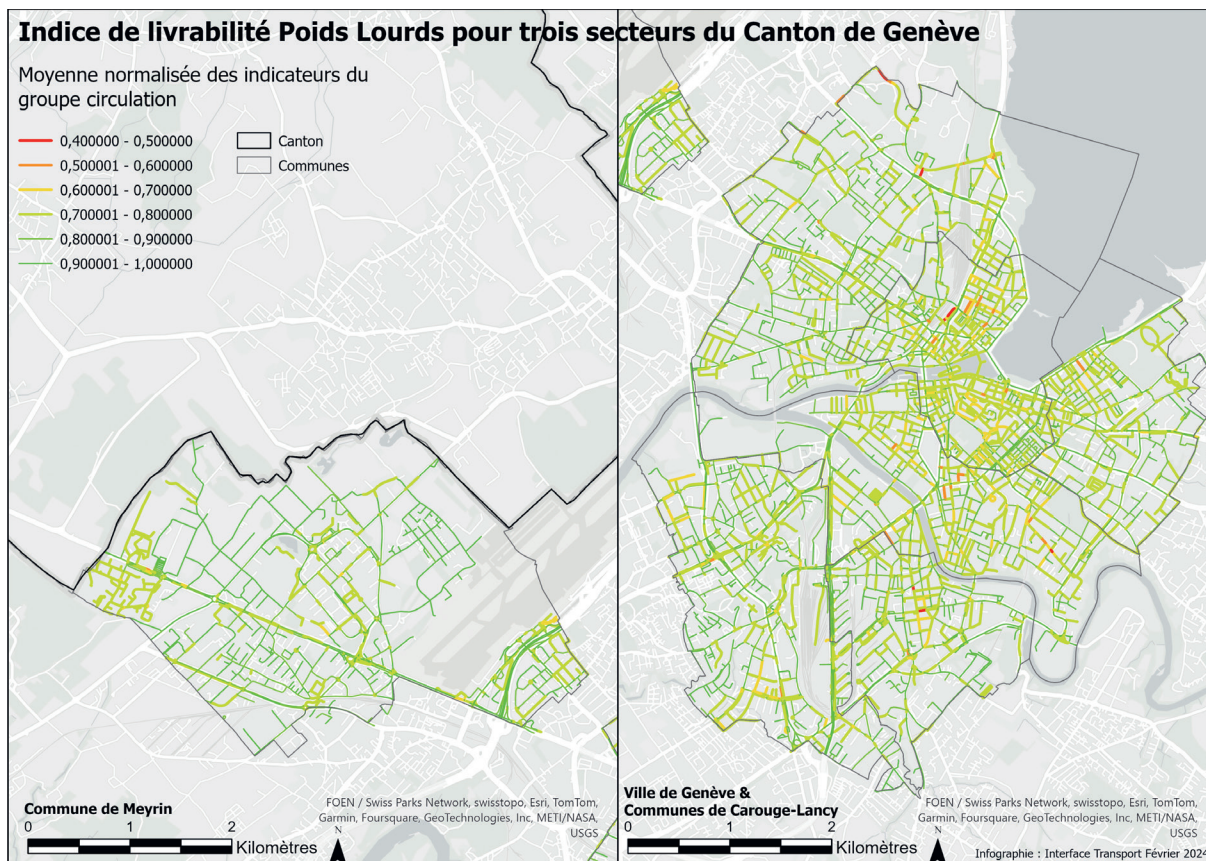 Indice de livrabilité Poids Lourds pour trois secteurs du Canton de Genève
Moyenne normalisée des indicateurs du
groupe circulation
0,400000 - 0,500000
0,500001 - 0,600000
0,600001 - 0,700000
0,700001 - 0,800000
0,800001 - 0,900000
0,900001 - 1,000000
Canton
Communes
Commune de Meyrin
FOEN / Swiss Parks Network, swisstopo, Esri, TomTom,
Garmin, Foursquare, GeoTechnologies, Inc, METI/NASA,
USGS
0 1 2
Kilomètres
N
Ville de Genève &
Communes de Carouge-Lancy
FOEN / Swiss Parks Network, swisstopo, Esri, TomTom,
Garmin, Foursquare, GeoTechnologies, Inc, METI/NASA,
USGS
0 1 2
Kilomètres
N
Infographie : Interface Transport Février 2024